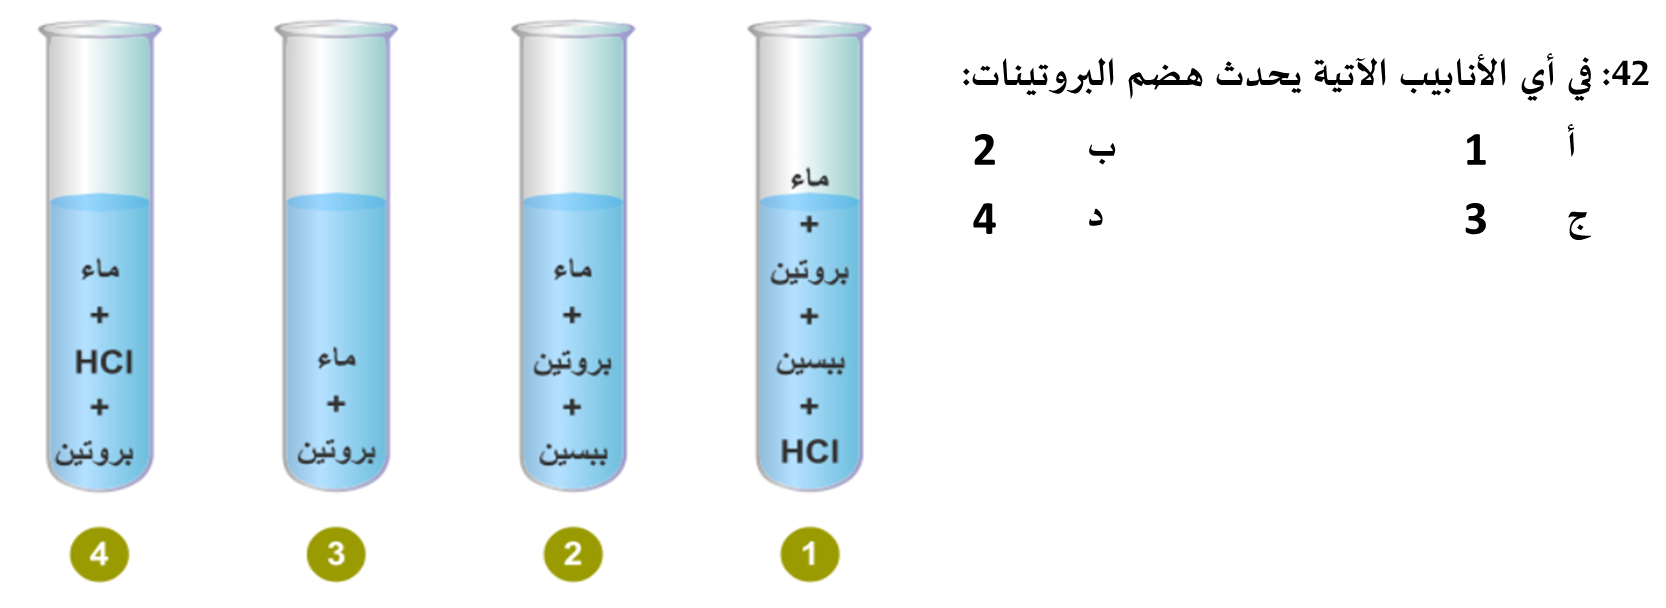 42: في أي الأنابيب الآتية يحدث هضم البروتينات:
أ 1 ب 2
ج 3 د 4
ماء
+
بروتين
+
ببسين
+
HCl
1
ماء
+
بروتين
+
ببسين
2
ماء
+
بروتين
3
ماء
+
HCl
+
بروتين
4